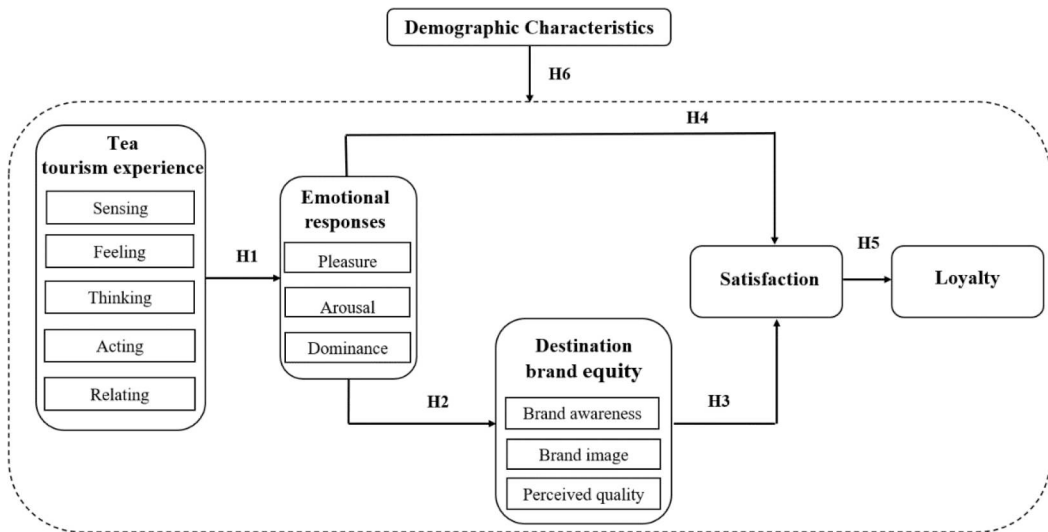 Demographic Characteristics
H6
H4
Tea
tourism experience
Sensing
Feeling
Thinking
Acting
Relating
H1
Emotional
responses
Pleasure
Arousal
Dominance
H2
Destination
brand equity
Brand awareness
Brand image
Perceived quality
H3
Satisfaction
H5
Loyalty